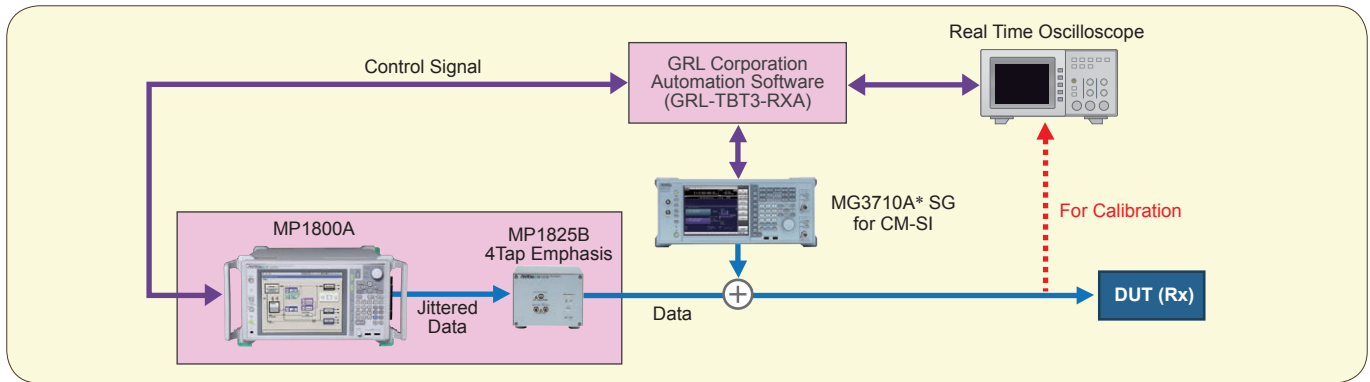 Real Time Oscilloscope
Control Signal
GRL Corporation
Automation Software
(GRL-TBT3-RXA)
MG3710A* SG
for CM-SI
For Calibration
MP1800A
MP1825B
4Tap Emphasis
Jittered
Data
Data
+
DUT (Rx)